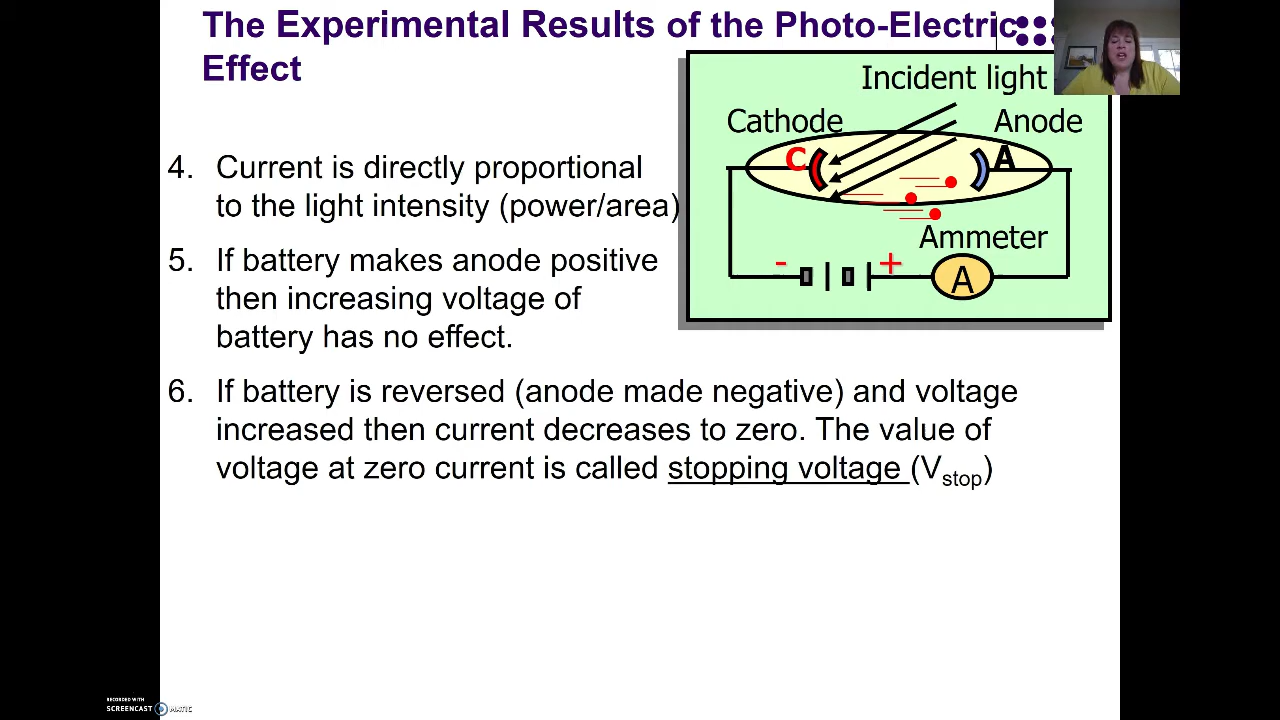 The Experimental Results of the Photo-Electric
Effect
4. Current is directly proportional
to the light intensity (power/area)
5. If battery makes anode positive
then increasing voltage of
battery has no effect.
6. If battery is reversed (anode made negative) and voltage
increased then current decreases to zero. The value of
voltage at zero current is called stopping voltage (Vstop)
Incident light
Cathode
Anode
C
A
Ammeter
- +
A
RECORDED WITH
SCREENCAST MATIC